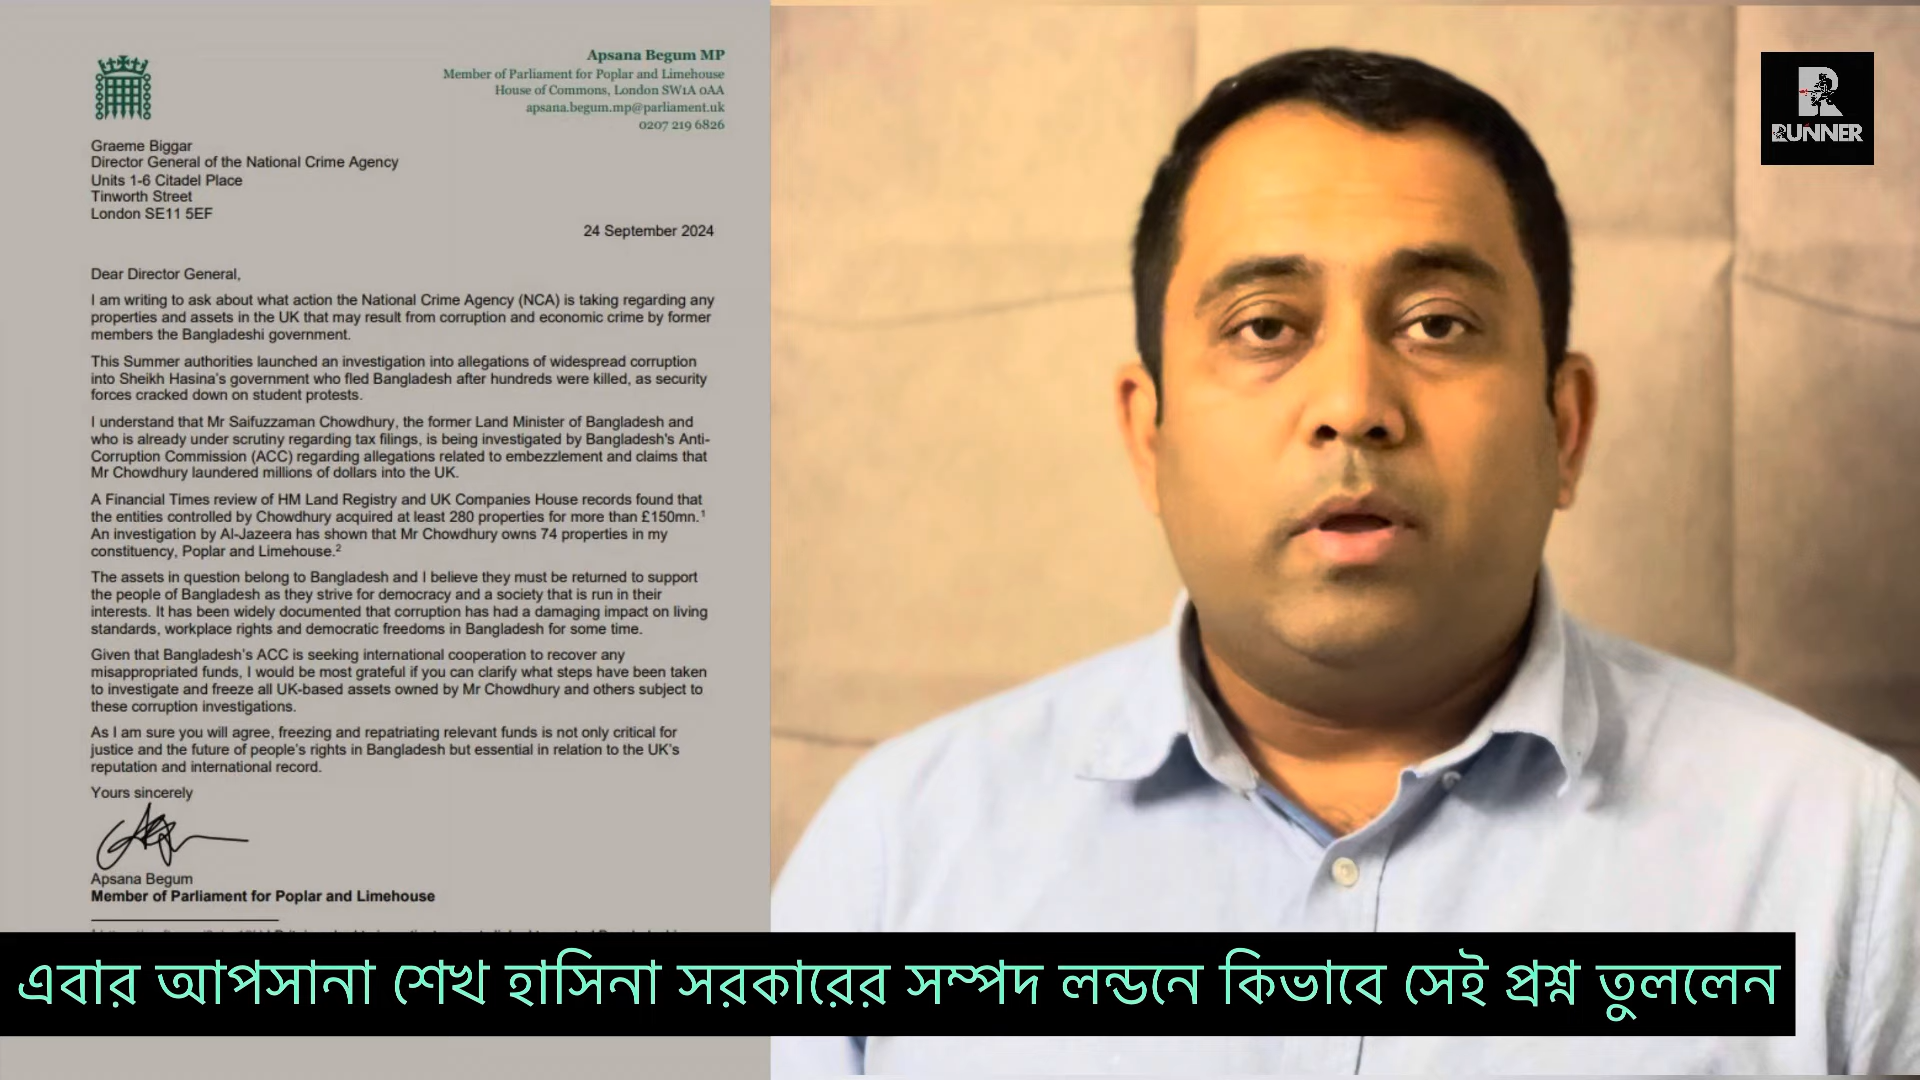 Apsana Begum MP
Member of Parliament for Poplar and Limehouse
House of Commons, London SW1A 0AA
apsana.begum.mp@parliament.uk
0207 219 6826
Graeme Biggar
Director General of the National Crime Agency
Units 1-6 Citadel Place
Tinworth Street
London SE11 5EF
24 September 2024
Dear Director General,
I am writing to ask about what action the National Crime Agency (NCA) is taking regarding any
properties and assets in the UK that may result from corruption and economic crime by former
members the Bangladeshi government.
This Summer authorities launched an investigation into allegations of widespread corruption
into Sheikh Hasina's government who fled Bangladesh after hundreds were killed, as security
forces cracked down on student protests.
I understand that Mr Saifuzzaman Chowdhury, the former Land Minister of Bangladesh and
who is already under scrutiny regarding tax filings, is being investigated by Bangladesh's Anti-
Corruption Commission (ACC) regarding allegations related to embezzlement and claims that
Mr Chowdhury laundered millions of dollars into the UK.
A Financial Times review of HM Land Registry and UK Companies House records found that
the entities controlled by Chowdhury acquired at least 280 properties for more than £150mn.¹
An investigation by Al-Jazeera has shown that Mr Chowdhury owns 74 properties in my
constituency, Poplar and Limehouse.²
The assets in question belong to Bangladesh and I believe they must be returned to support
the people of Bangladesh as they strive for democracy and a society that is run in their
interests. It has been widely documented that corruption has had a damaging impact on living
standards, workplace rights and democratic freedoms in Bangladesh for some time.
Given that Bangladesh's ACC is seeking international cooperation to recover any
misappropriated funds, I would be most grateful if you can clarify what steps have been taken
to investigate and freeze all UK-based assets owned by Mr Chowdhury and others subject to
these corruption investigations.
As I am sure you will agree, freezing and repatriating relevant funds is not only critical for
justice and the future of people's rights in Bangladesh but essential in relation to the UK's
reputation and international record.
Yours sincerely
Apsana Begum
Member of Parliament for Poplar and Limehouse
R
RUNNER
এবার আপসানা শেখ হাসিনা সরকারের সম্পদ লন্ডনে কিভাবে সেই প্রশ্ন তুললেন